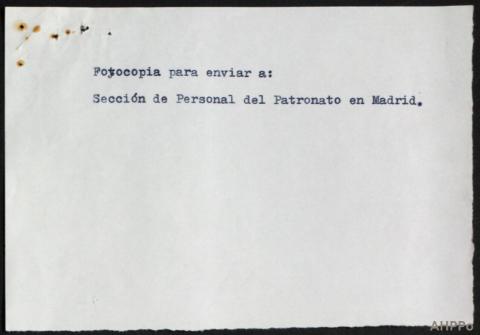 Fotocopia para enviar a:
Sección de Personal del Patronato en Madrid.
AHPPo